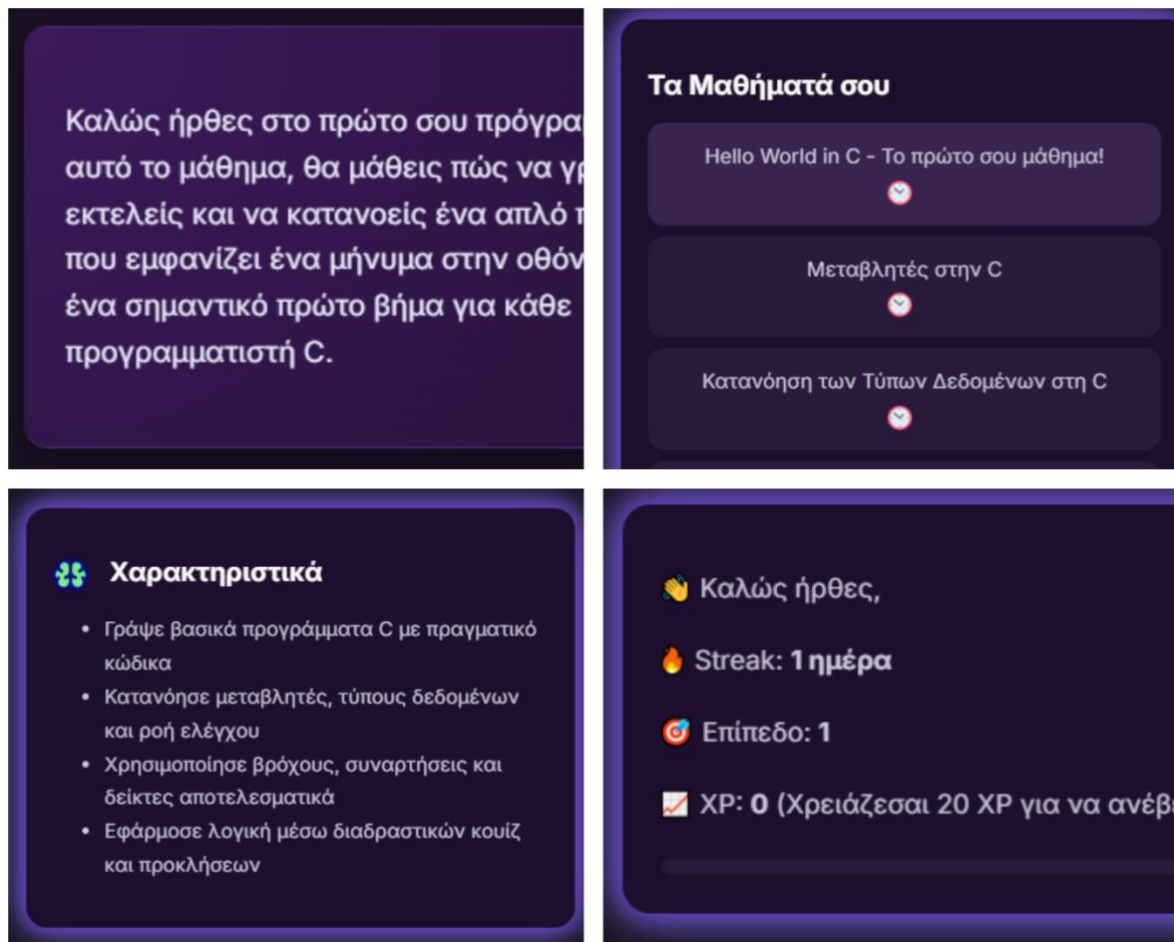 Καλώς ήρθες στο πρώτο σου
αυτό το μάθημα, θα μάθεις πώς να
εκτελείς και να κατανοείς ένα απλό
που εμφανίζει ένα μήνυμα στην
ένα σημαντικό πρώτο βήμα για κάθε
προγραμματιστή C.
Τα Μαθήματά σου
Hello World in C - Το πρώτο σου μάθημα!
Μεταβλητές στην C
Κατανόηση των Τύπων Δεδομένων στη C
Χαρακτηριστικά
• Γράψε βασικά προγράμματα C με πραγματικό
κώδικα
• Κατανόησε μεταβλητές, τύπους δεδομένων
και ροή ελέγχου
• Χρησιμοποίησε βρόχους, συναρτήσεις και
δείκτες αποτελεσματικά
• Εφάρμοσε λογική μέσω διαδραστικών κουίζ
και προκλήσεων
Καλώς ήρθες,
Streak: 1 ημέρα
Επίπεδο: 1
XP: 0 (Χρειάζεσαι 20 XP για να